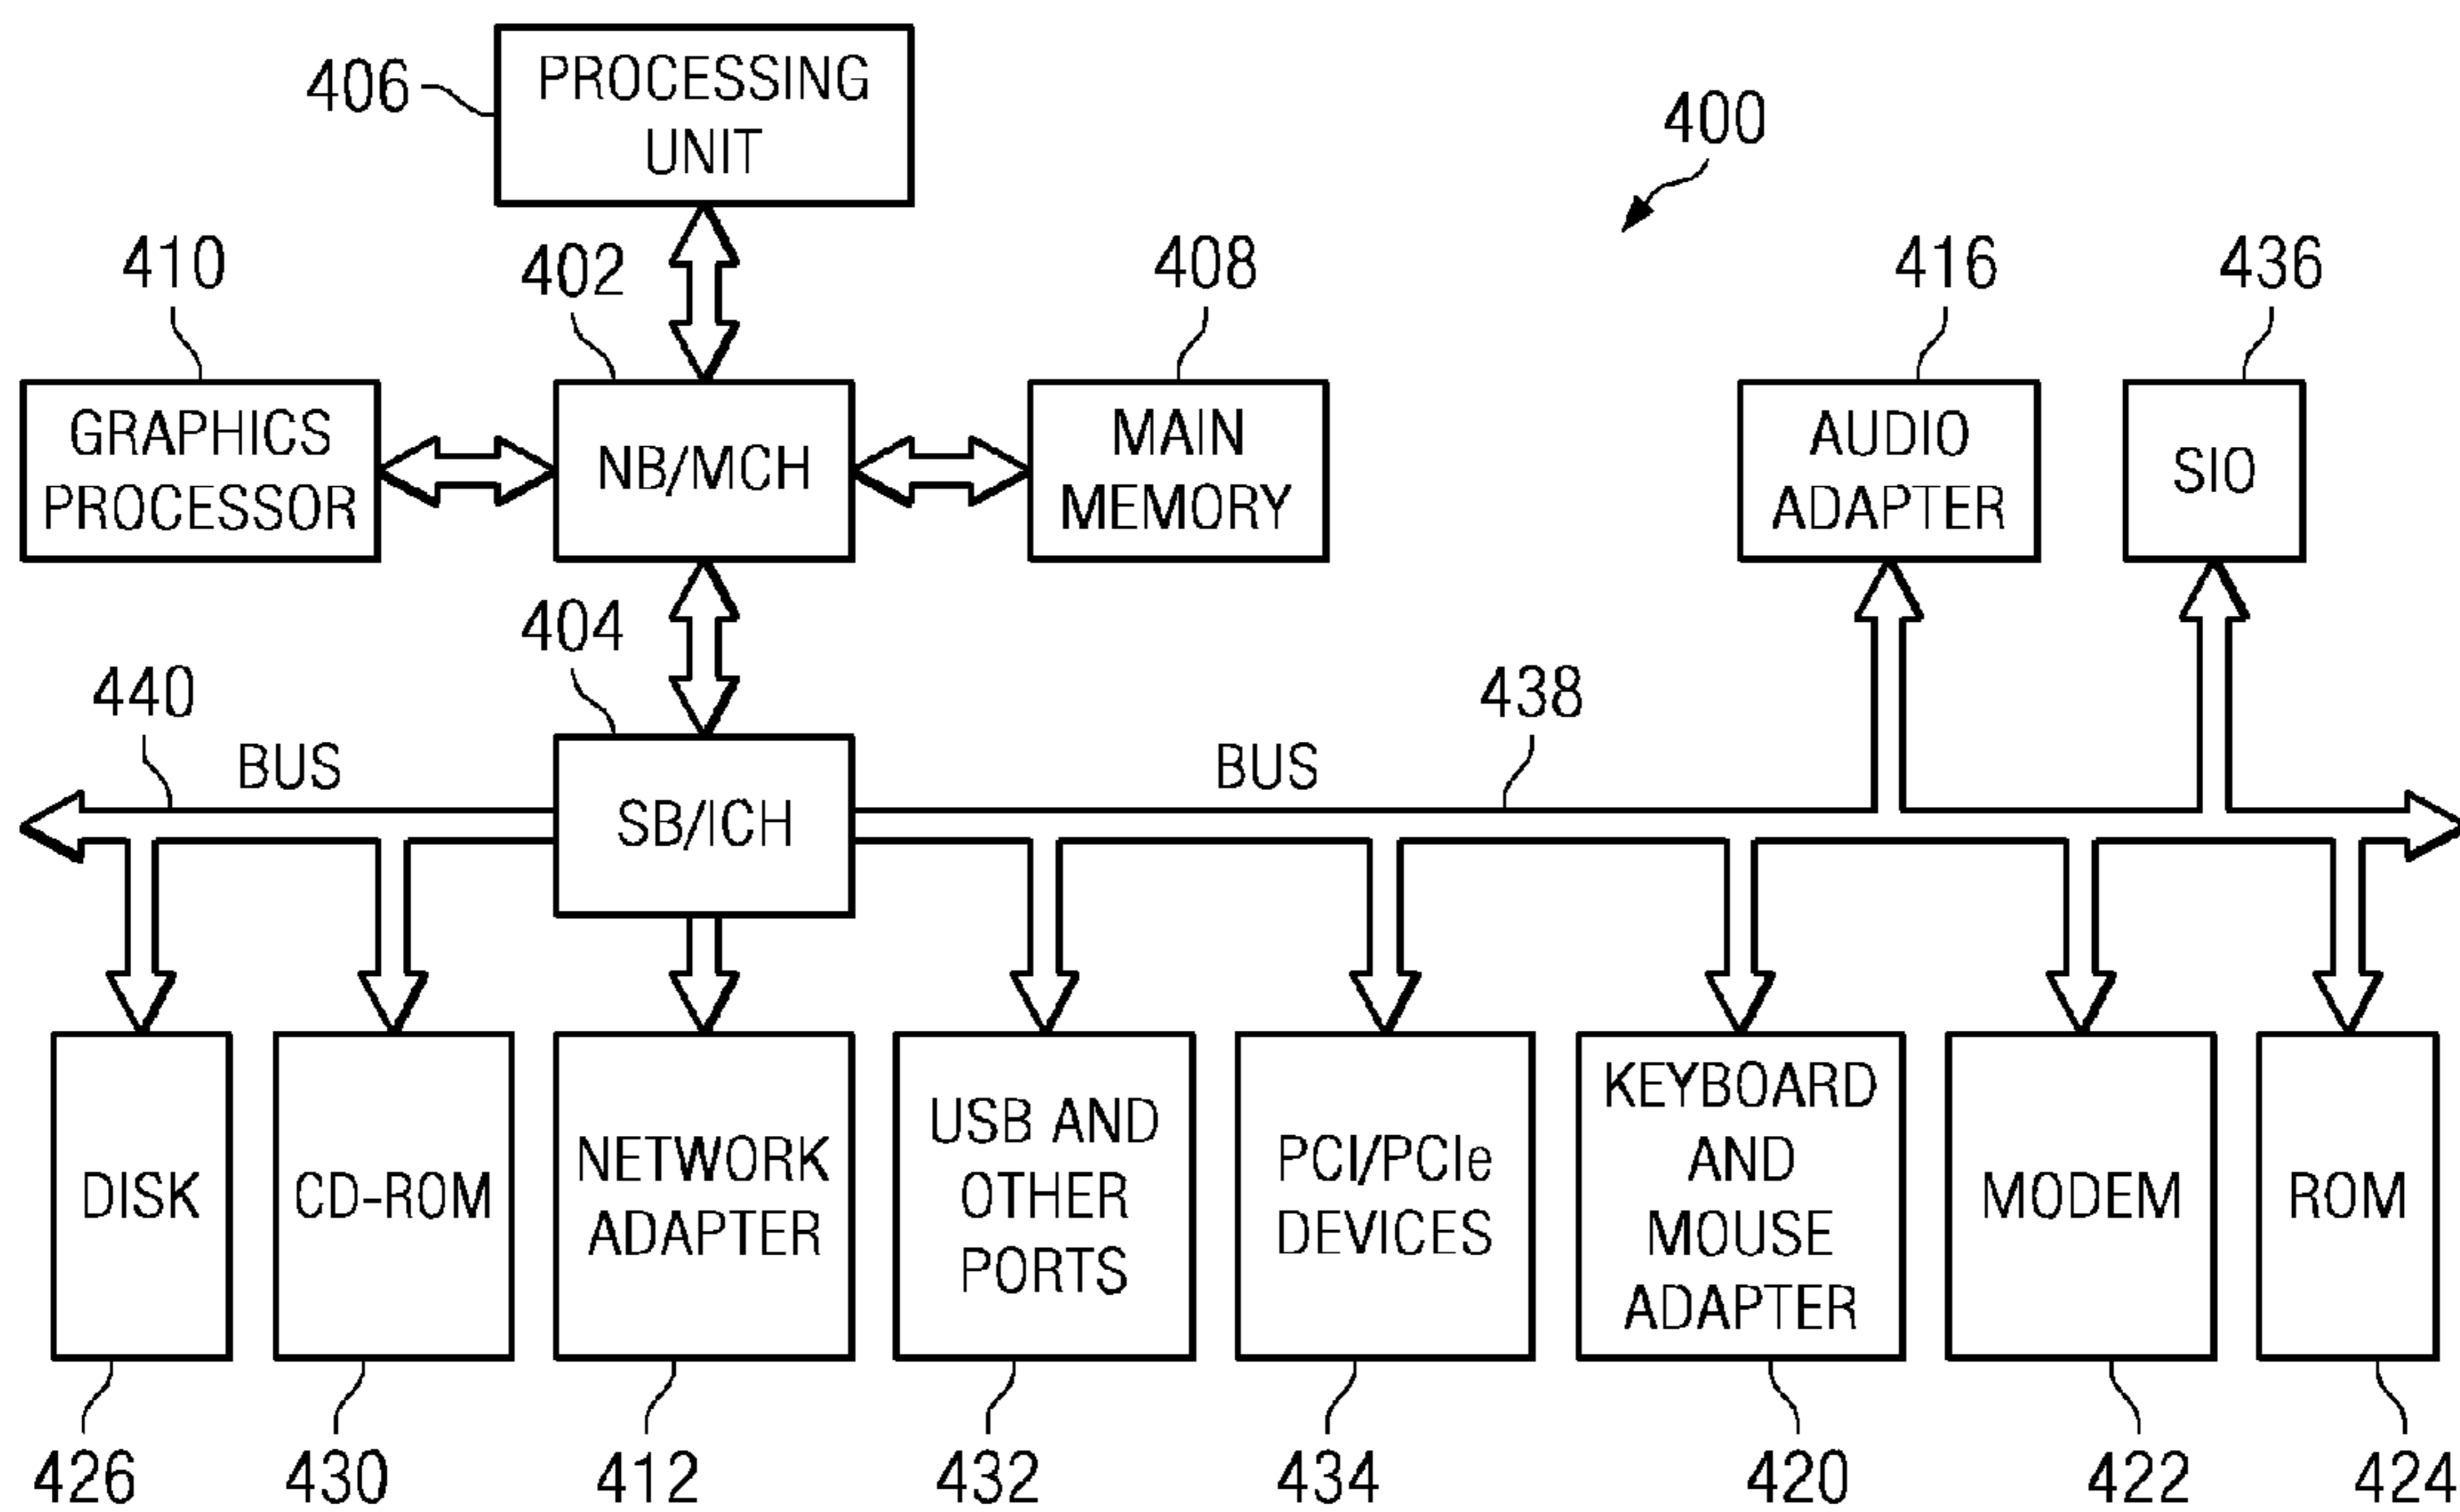 406
PROCESSING
UNIT
400
410
402
408
416
436
GRAPHICS
PROCESSOR
NB/MCH
MAIN
MEMORY
AUDIO
ADAPTER
SIO
404
440
BUS
438
BUS
SB/ICH
DISK
CD-ROM
NETWORK
ADAPTER
USB AND
OTHER
PORTS
PCI/PCIe
DEVICES
KEYBOARD
AND
MOUSE
ADAPTER
MODEM
ROM
426
430
412
432
434
420
422
424